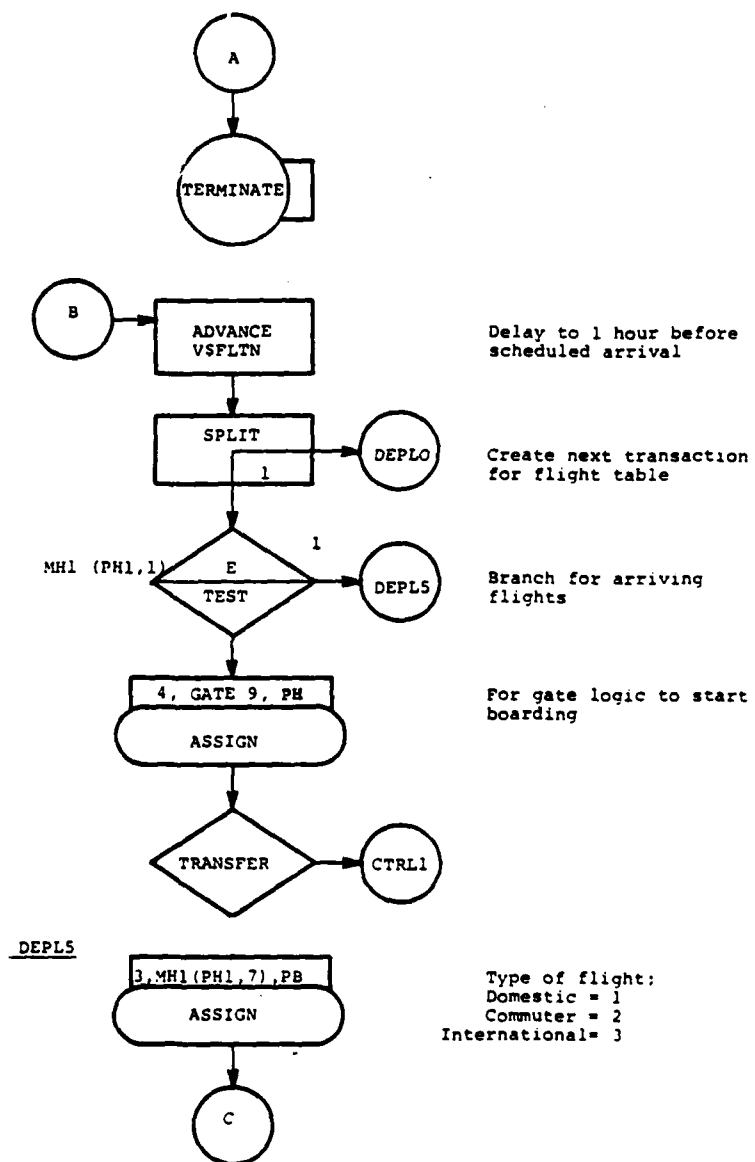 A
TERMINATE
B
ADVANCE
V$FLTN
Delay to 1 hour before
scheduled arrival
SPLIT
1
DEPL0
Create next transaction
for flight table
MH1 (PH1,1)
E
TEST
1
DEPL5
Branch for arriving
flights
4, GATE 9, PH
ASSIGN
For gate logic to start
boarding
TRANSFER
CTRL1
DEPL5
3,MH1(PH1,7),PB
ASSIGN
Type of flight:
Domestic = 1
Commuter = 2
International= 3
C